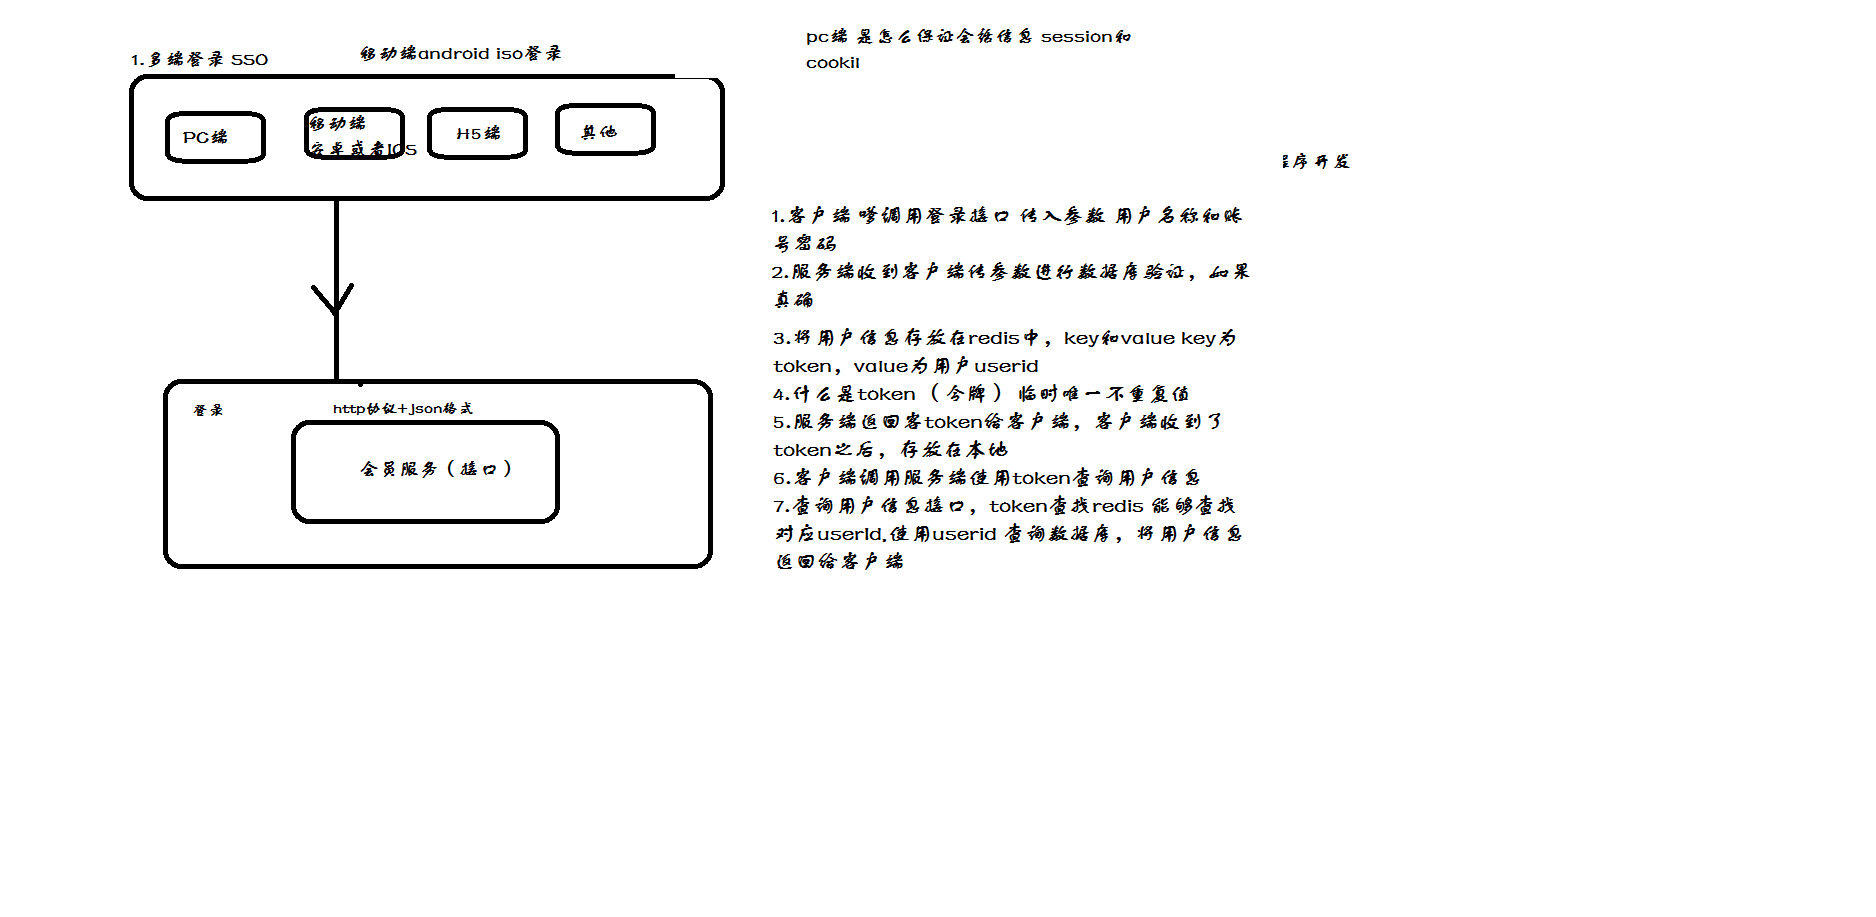 1.多端登录 SSO
移动端android iso登录
PC端
移动端
安卓或者IOS
H5端
其他
登录
http协议+json格式
会员服务（接口）
pc端 是怎么保证会话信息 session和
cookil
程序开发
1.客户端 嗲调用登录接口 传入参数 用户名称和账
号密码
2.服务端收到客户端传参数进行数据库验证，如果
真确
3.将用户信息存放在redis中，key和value key为
token，value为用户userid
4.什么是token （令牌） 临时唯一不重复值
5.服务端返回客token给客户端，客户端收到了
token之后，存放在本地
6.客户端调用服务端使用token查询用户信息
7.查询用户信息接口，token查找redis 能够查找
对应userid.使用userid 查询数据库，将用户信息
返回给客户端